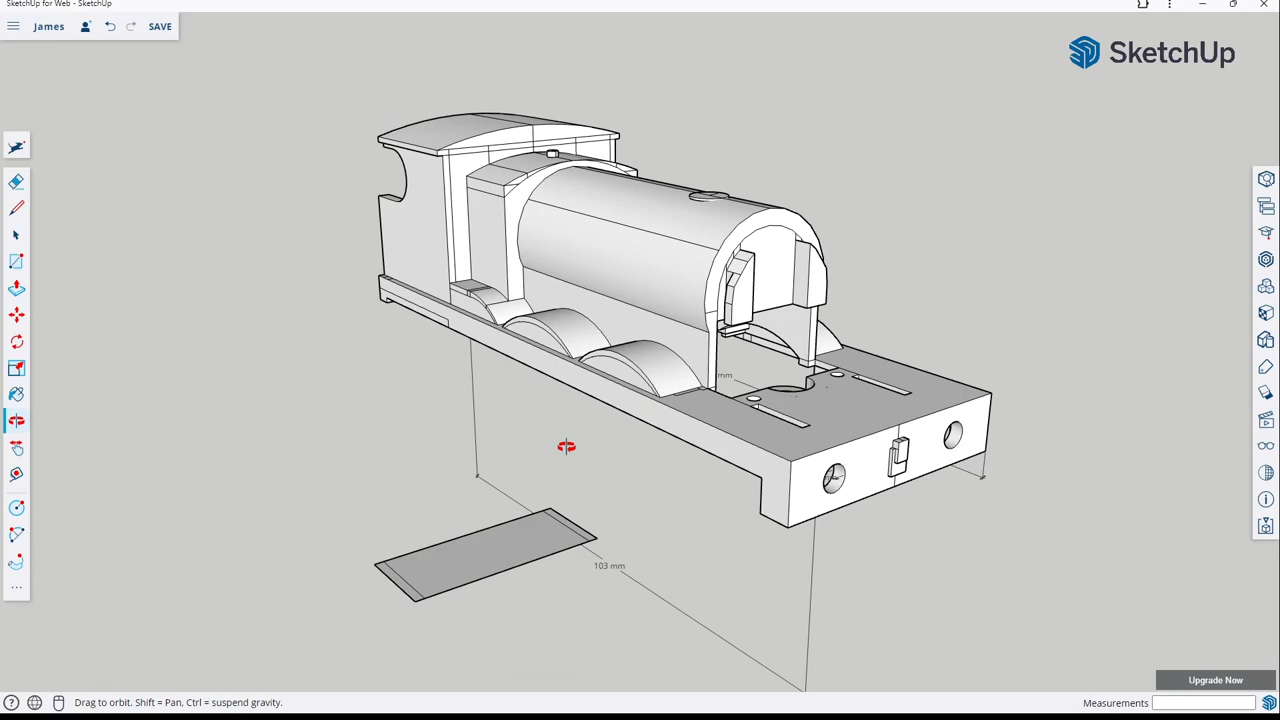 SketchUp for Web - SketchUp
James
SAVE
SketchUp
mm
103 mm
Upgrade Now
Drag to orbit. Shift = Pan, Ctrl = suspend gravity.
Measurements